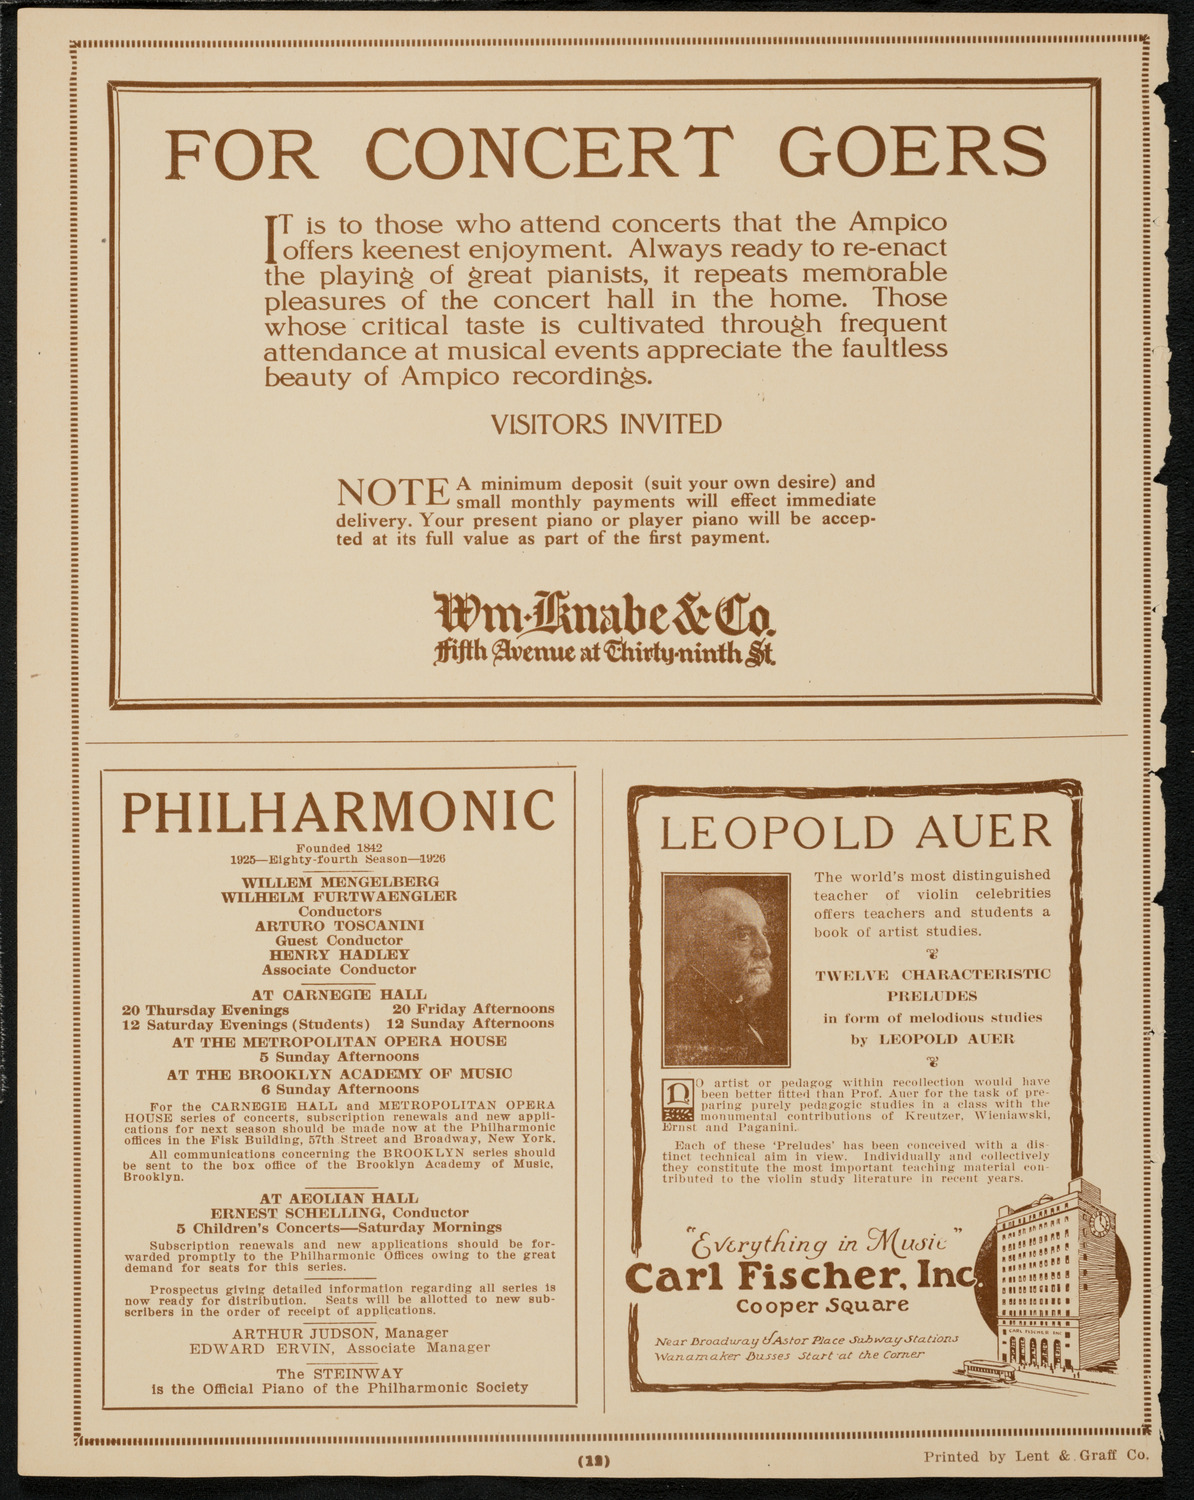 FOR CONCERT GOERS
IT is to those who attend concerts that the Ampico
offers keenest enjoyment. Always ready to re-enact
the playing of great pianists, it repeats memorable
pleasures of the concert hall in the home. Those
whose critical taste is cultivated through frequent
attendance at musical events appreciate the faultless
beauty of Ampico recordings.
VISITORS INVITED
NOTE A minimum deposit (suit your own desire) and
small monthly payments will effect immediate
delivery. Your present piano or player piano will be accep-
ted at its full value as part of the first payment.
Wm. Knabe & Co.
Fifth Avenue at Thirty-ninth St.
PHILHARMONIC
Founded 1842
1925—Eighty-fourth Season—1926
WILLEM MENGELBERG
WILHELM FURTWAENGLER
Conductors
ARTURO TOSCANINI
Guest Conductor
HENRY HADLEY
Associate Conductor
AT CARNEGIE HALL
20 Thursday Evenings 20 Friday Afternoons
12 Saturday Evenings (Students) 12 Sunday Afternoons
AT THE METROPOLITAN OPERA HOUSE
5 Sunday Afternoons
AT THE BROOKLYN ACADEMY OF MUSIC
6 Sunday Afternoons
For the CARNEGIE HALL and METROPOLITAN OPERA
HOUSE series of concerts, subscription renewals and new appli-
cations for next season should be made now at the Philharmonic
offices in the Fisk Building, 57th Street and Broadway, New York.
All communications concerning the BROOKLYN series should
be sent to the box office of the Brooklyn Academy of Music,
Brooklyn.
AT AEOLIAN HALL
ERNEST SCHELLING, Conductor
5 Children's Concerts—Saturday Mornings
Subscription renewals and new applications should be for-
warded promptly to the Philharmonic Offices owing to the great
demand for seats for this series.
Prospectus giving detailed information regarding all series is
now ready for distribution. Seats will be allotted to new sub-
scribers in the order of receipt of applications.
ARTHUR JUDSON, Manager
EDWARD ERVIN, Associate Manager
The STEINWAY
is the Official Piano of the Philharmonic Society
LEOPOLD AUER
The world's most distinguished
teacher of violin celebrities
offers teachers and students a
book of artist studies.
TWELVE CHARACTERISTIC
PRELUDES
in form of melodious studies
by LEOPOLD AUER
NO artist or pedagog within recollection would have
been better fitted than Prof. Auer for the task of pre-
paring purely pedagogic studies in a class with the
monumental contributions of Kreutzer, Wieniawski,
Ernst and Paganini.
Each of these 'Preludes' has been conceived with a dis-
tinct technical aim in view. Individually and collectively
they constitute the most important teaching material con-
tributed to the violin study literature in recent years.
"Everything in Music"
Carl Fischer, Inc.
Cooper Square
Near Broadway & Astor Place Subway Stations
Wanamaker Busses Start at the Corner
CARL FISCHER INC
(12)
Printed by Lent & Graff Co.